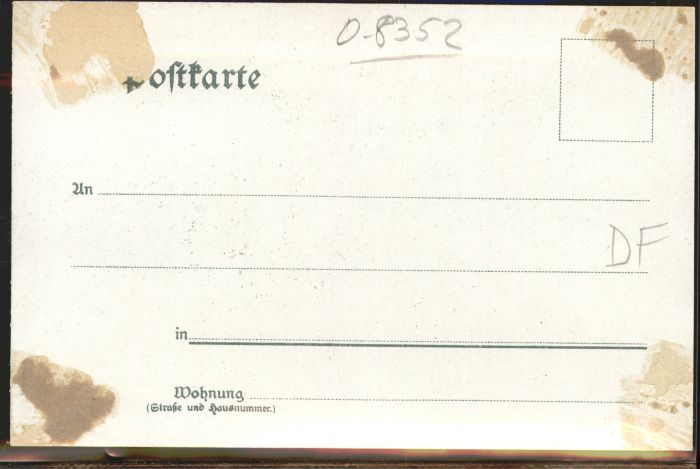 0-8352
Postkarte
An
DF
in
Wohnung
(Straße und Hausnummer.)